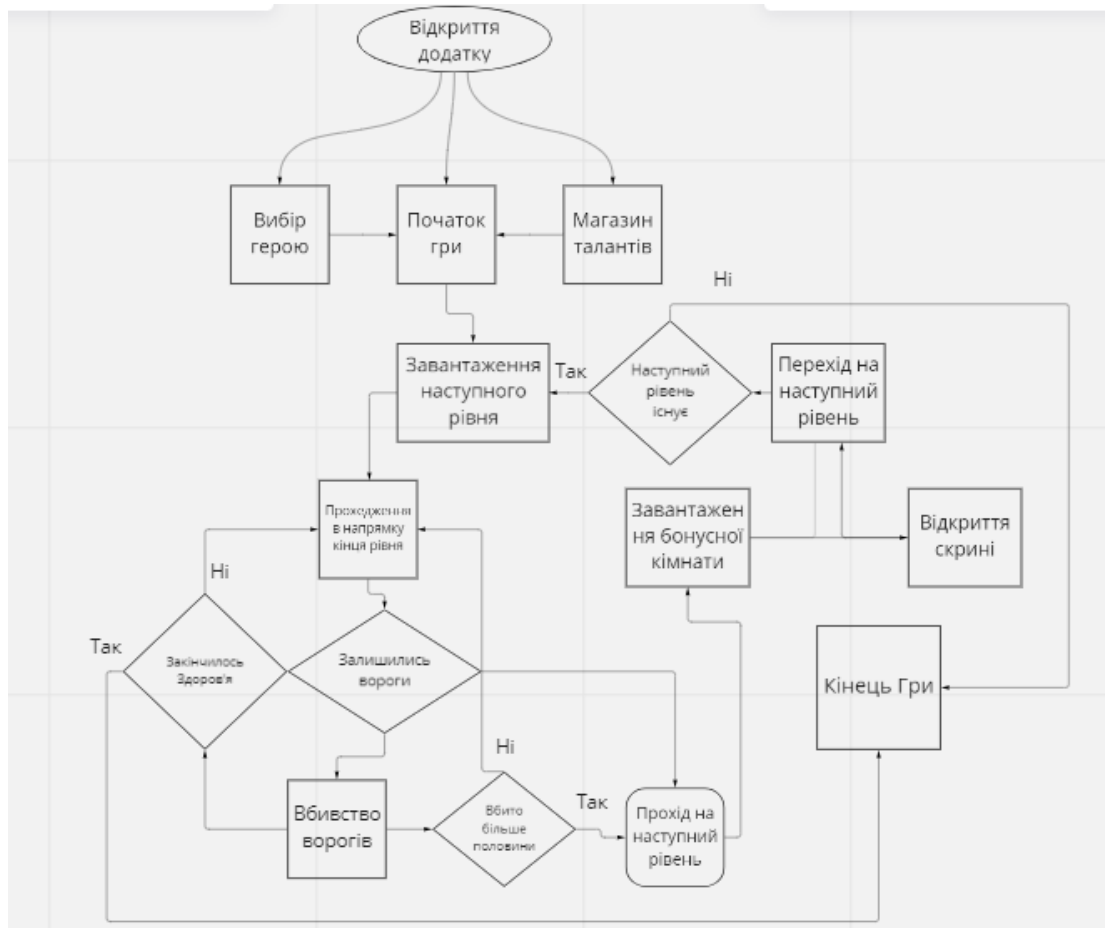 Відкриття
додатку
Вибір
герою
Початок
гри
Магазин
талантів
Ні
Завантаження
наступного
рівня
Так
Наступний
рівень
існує
Перехід на
наступний
рівень
Проходження
в напрямку
кінця рівня
Завантажен
ня бонусної
кімнати
Відкриття
скрині
Ні
Так
Закінчилось
Здоров'я
Залишились
вороги
Кінець Гри
Ні
Вбивство
ворогів
Вбито
більше
половини
Так
Прохід на
наступний
рівень